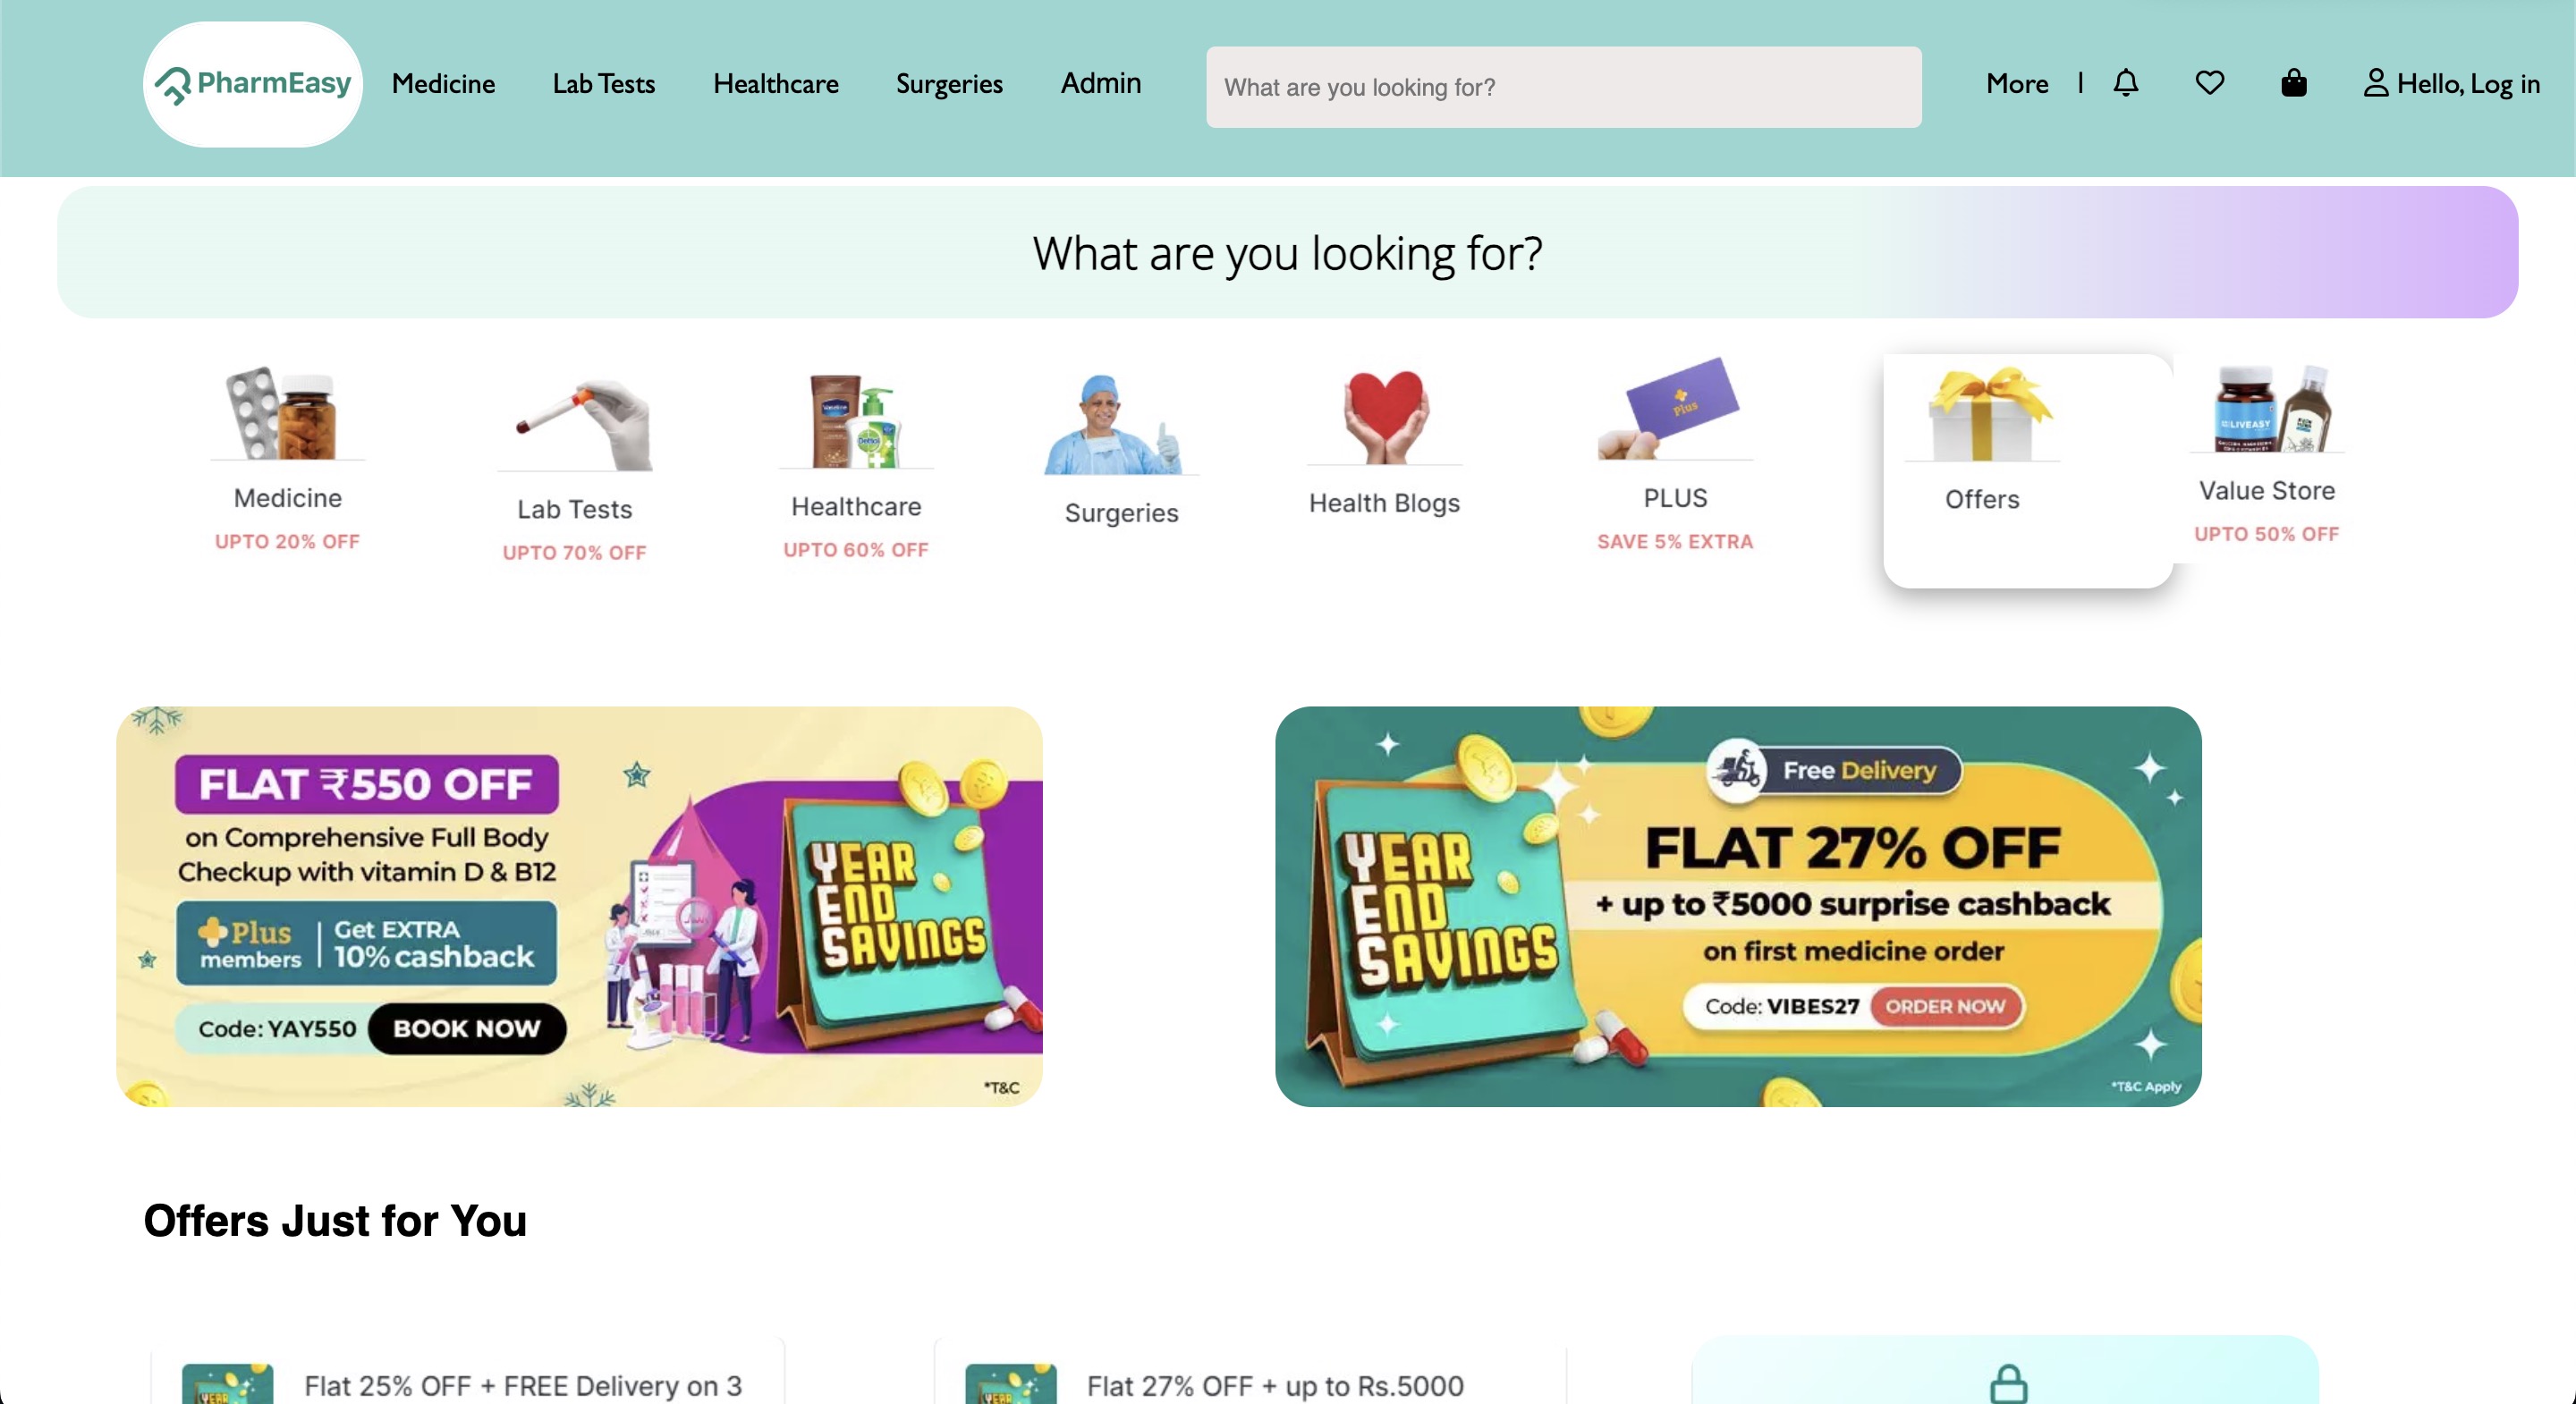 PharmEasy
Medicine
Lab Tests
Healthcare
Surgeries
Admin
What are you looking for?
More |
Hello, Log in
What are you looking for?
Medicine
UPTO 20% OFF
Lab Tests
UPTO 70% OFF
Healthcare
UPTO 60% OFF
Surgeries
Health Blogs
Plus
PLUS
SAVE 5% EXTRA
Offers
LIVEASY
Value Store
UPTO 50% OFF
FLAT ₹550 OFF
on Comprehensive Full Body
Checkup with vitamin D & B12
Plus
members
Get EXTRA
10% cashback
Code: YAY550
BOOK NOW
YEAR
END
SAVINGS
*T&C
YEAR
END
SAVINGS
Free Delivery
FLAT 27% OFF
+ up to ₹5000 surprise cashback
on first medicine order
Code: VIBES27
ORDER NOW
*T&C Apply
Offers Just for You
YEAR
Flat 25% OFF + FREE Delivery on 3
YEAR
Flat 27% OFF + up to Rs.5000